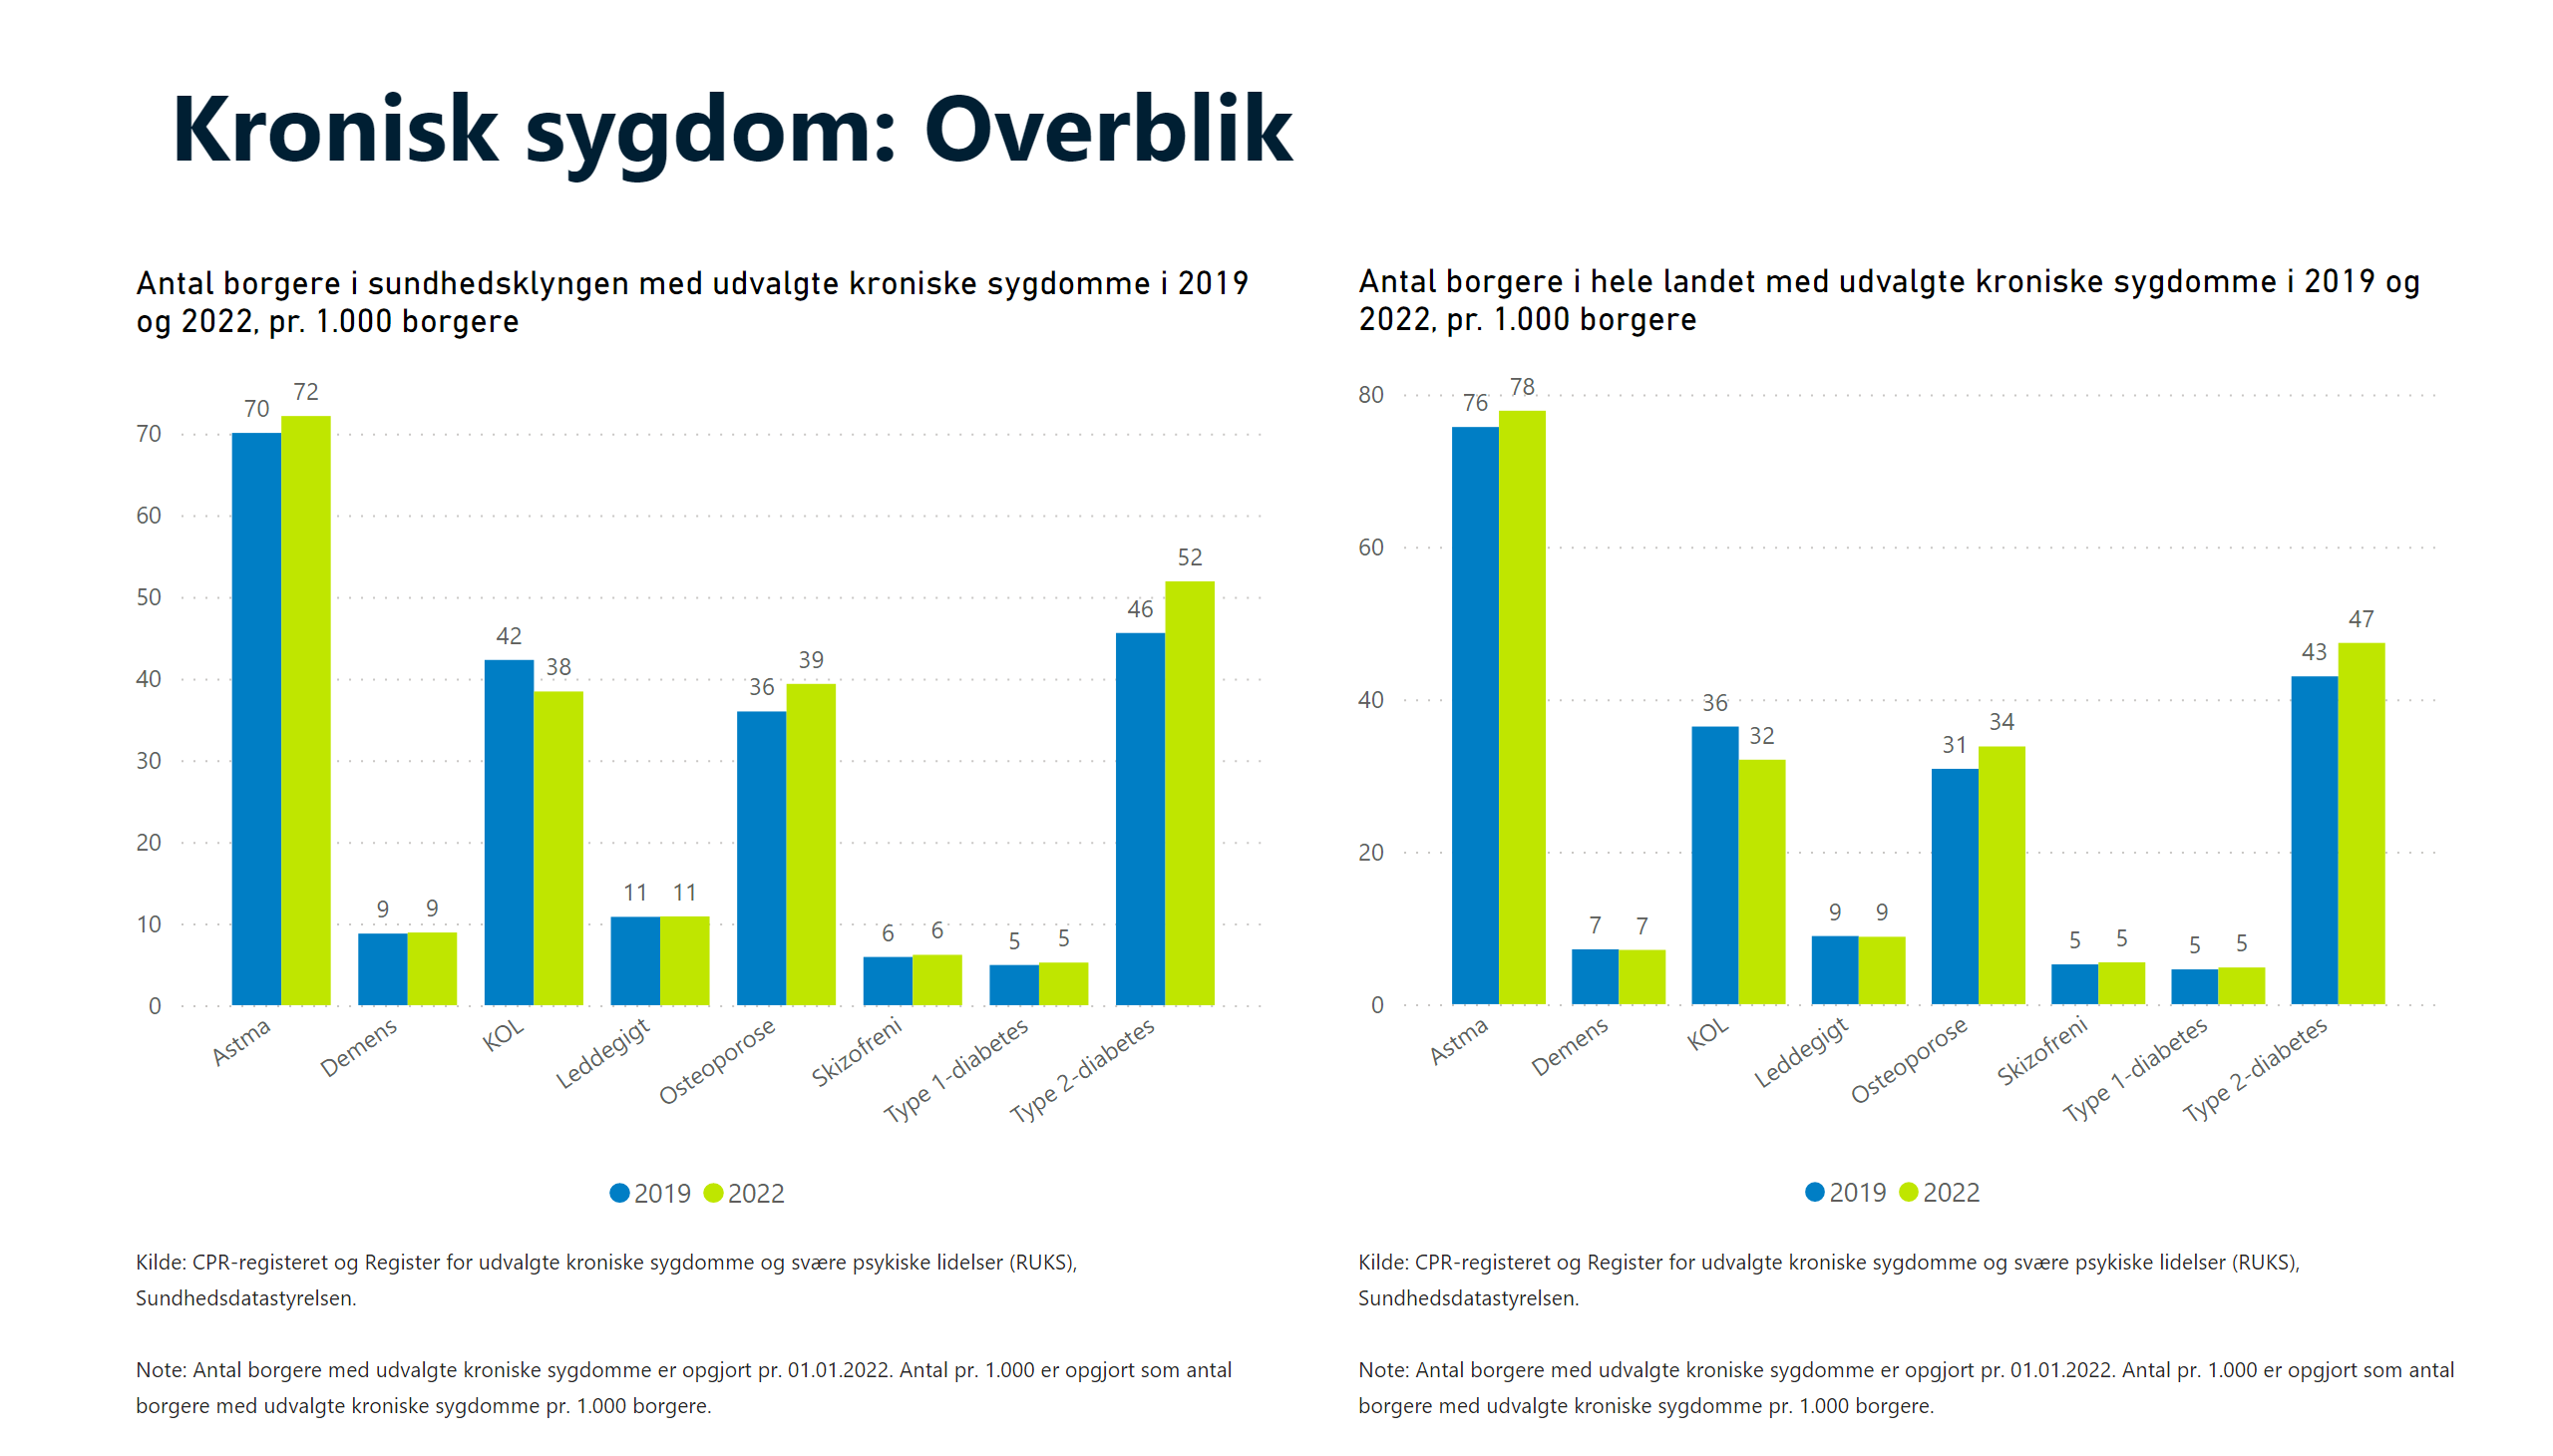 Kronisk sygdom: Overblik
Antal borgere i sundhedsklyngen med udvalgte kroniske sygdomme i 2019
og 2022, pr. 1.000 borgere
70
60
50
40
30
20
10
0
70
72
9
9
42
38
11
11
36
39
6
6
5
5
46
52
Astma
Demens
KOL
Leddegigt
Osteoporose
Skizofreni
Type 1-diabetes
Type 2-diabetes
2019 2022
Kilde: CPR-registeret og Register for udvalgte kroniske sygdomme og svære psykiske lidelser (RUKS),
Sundhedsdatastyrelsen.
Note: Antal borgere med udvalgte kroniske sygdomme er opgjort pr. 01.01.2022. Antal pr. 1.000 er opgjort som antal
borgere med udvalgte kroniske sygdomme pr. 1.000 borgere.
Antal borgere i hele landet med udvalgte kroniske sygdomme i 2019 og
2022, pr. 1.000 borgere
80
60
40
20
0
76
78
7
7
36
32
9
9
31
34
5
5
5
5
43
47
Astma
Demens
KOL
Leddegigt
Osteoporose
Skizofreni
Type 1-diabetes
Type 2-diabetes
2019 2022
Kilde: CPR-registeret og Register for udvalgte kroniske sygdomme og svære psykiske lidelser (RUKS),
Sundhedsdatastyrelsen.
Note: Antal borgere med udvalgte kroniske sygdomme er opgjort pr. 01.01.2022. Antal pr. 1.000 er opgjort som antal
borgere med udvalgte kroniske sygdomme pr. 1.000 borgere.